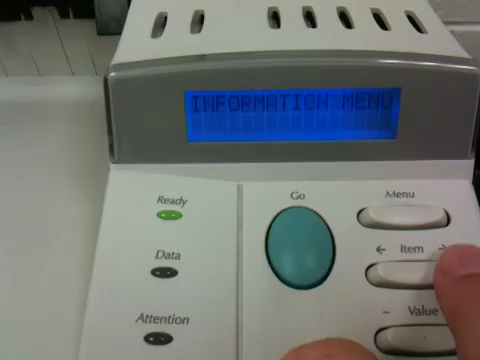 INFORMATION MENU
Ready
Go
Menu
Data
← Item →
Attention
- Value